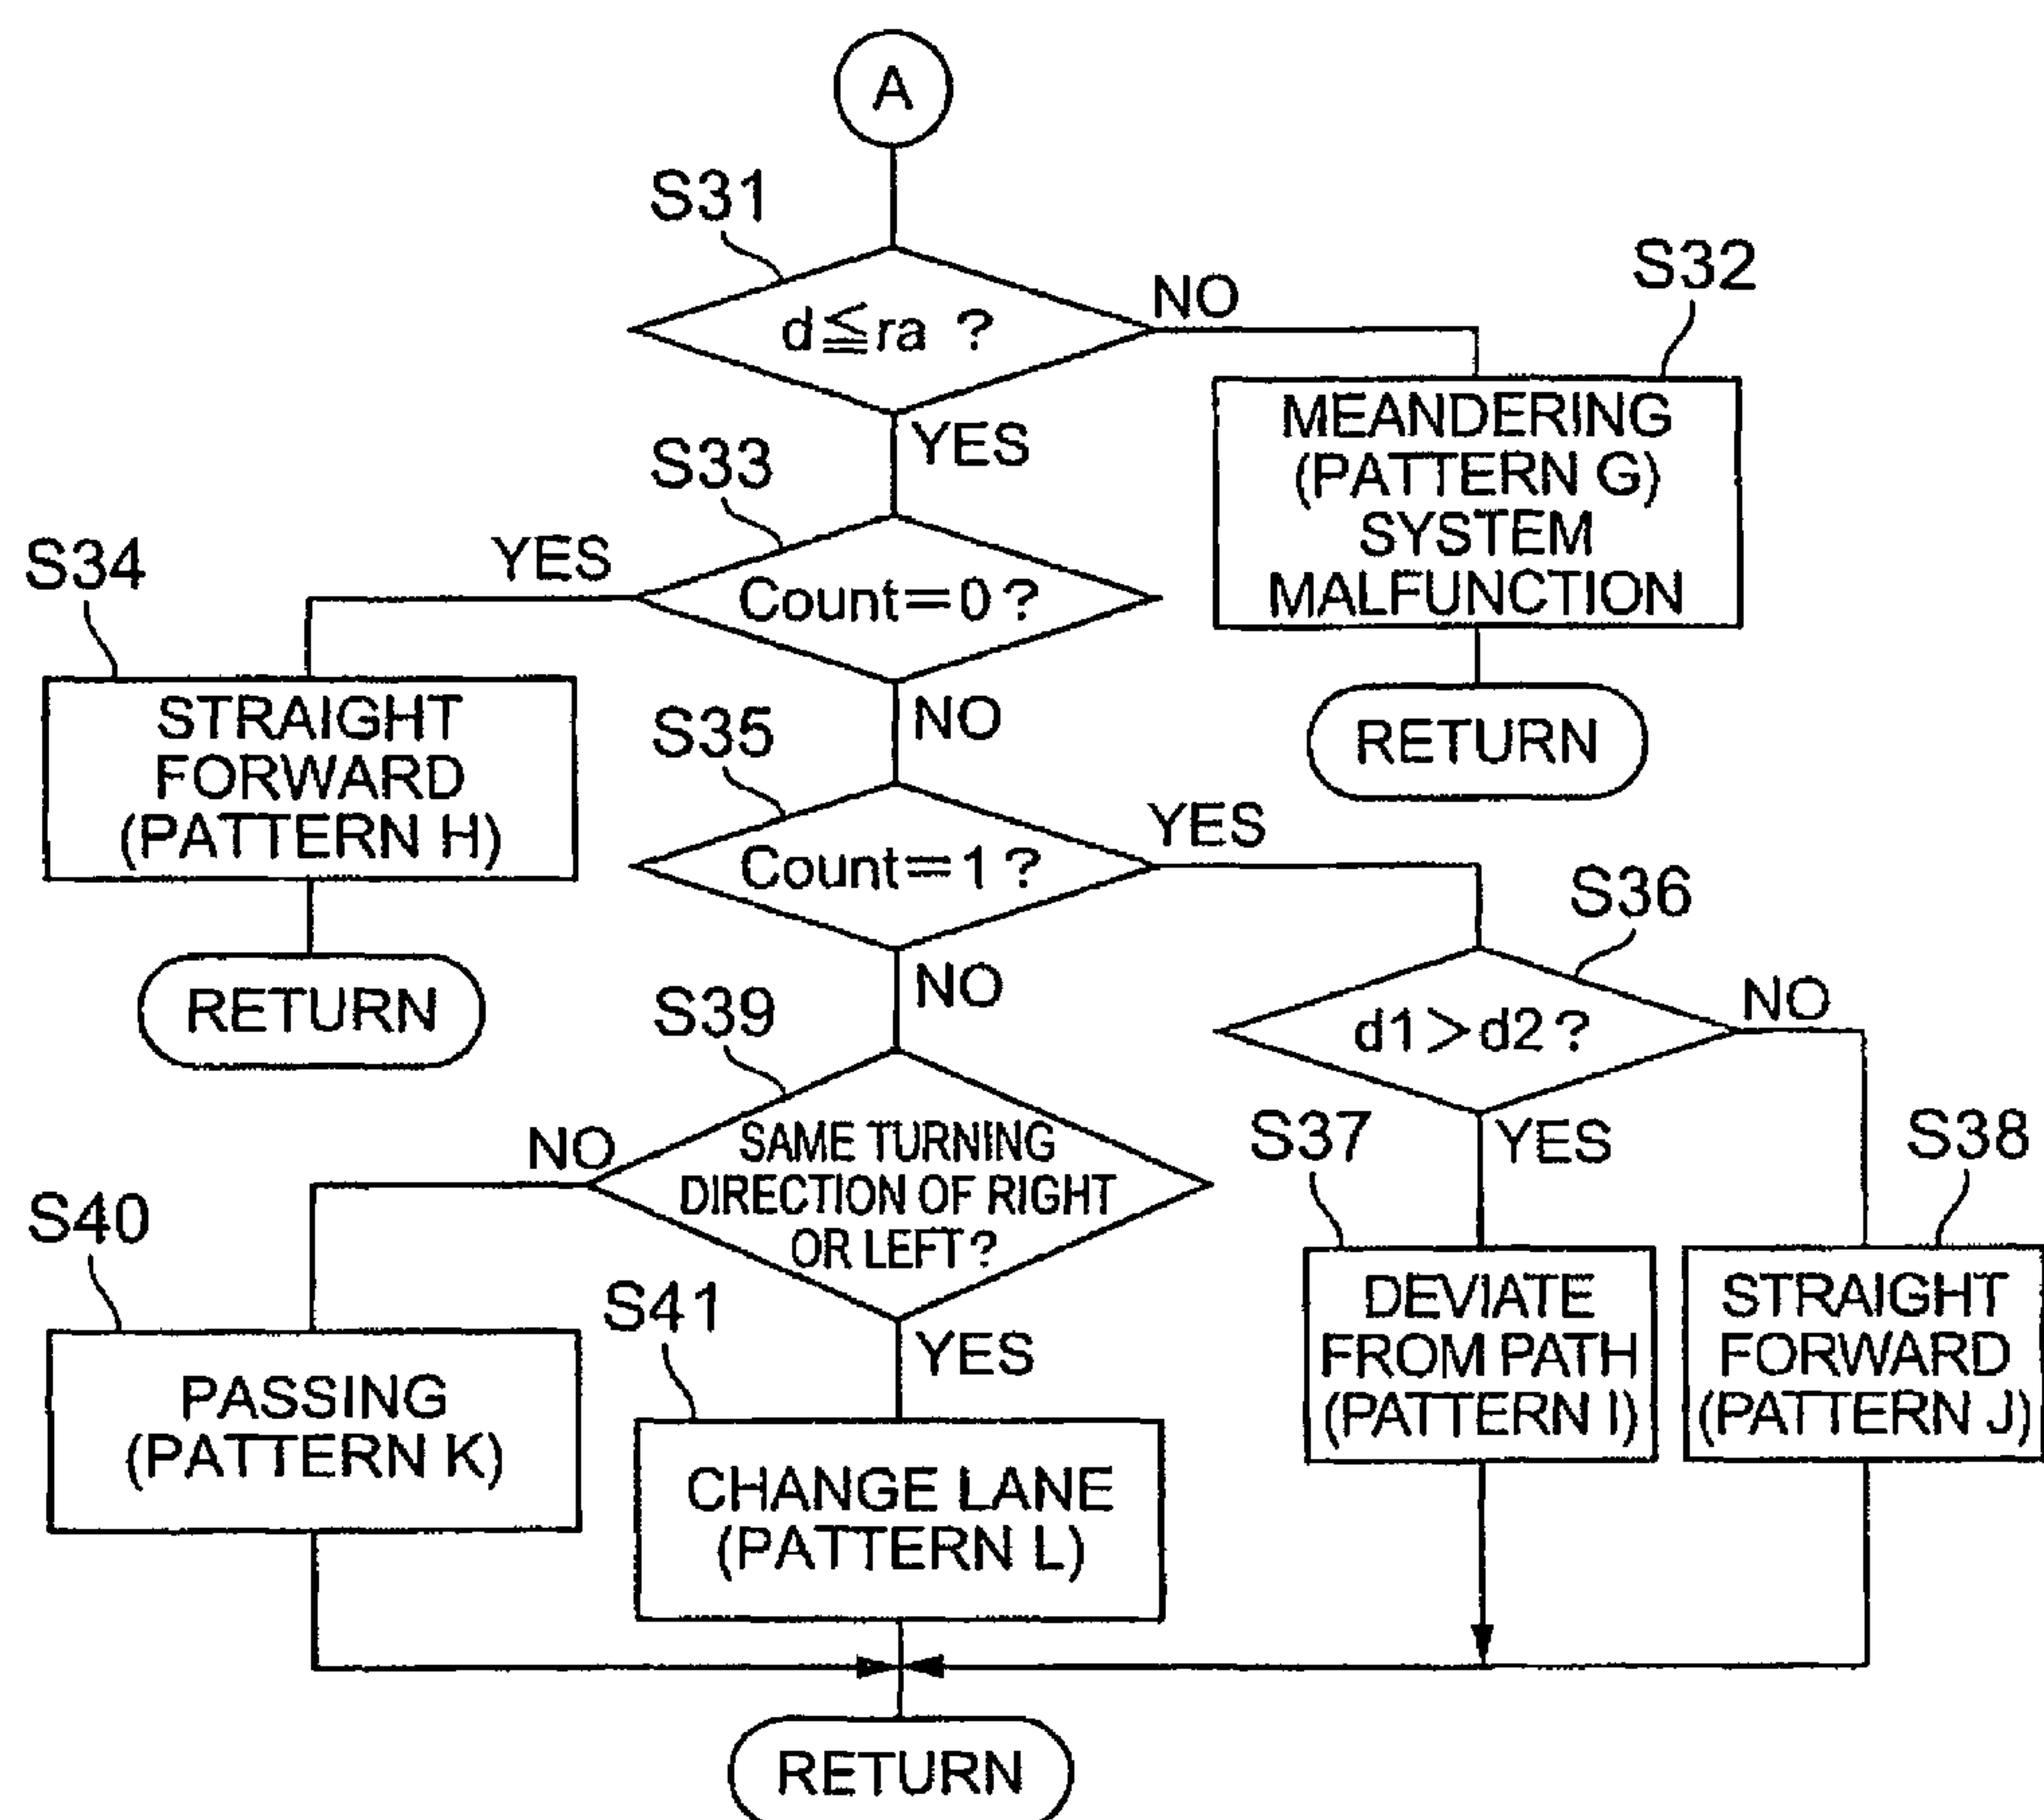 A
S31
d≦ra ?
NO
S32
MEANDERING
(PATTERN G)
SYSTEM
MALFUNCTION
RETURN
YES
S33
Count=0?
YES
S34
STRAIGHT
FORWARD
(PATTERN H)
RETURN
NO
S35
Count=1?
YES
S36
d1>d2?
NO
YES
S37
DEVIATE
FROM PATH
(PATTERN I)
S38
STRAIGHT
FORWARD
(PATTERN J)
NO
S39
SAME TURNING
DIRECTION OF RIGHT
OR LEFT?
NO
S40
PASSING
(PATTERN K)
YES
S41
CHANGE LANE
(PATTERN L)
RETURN